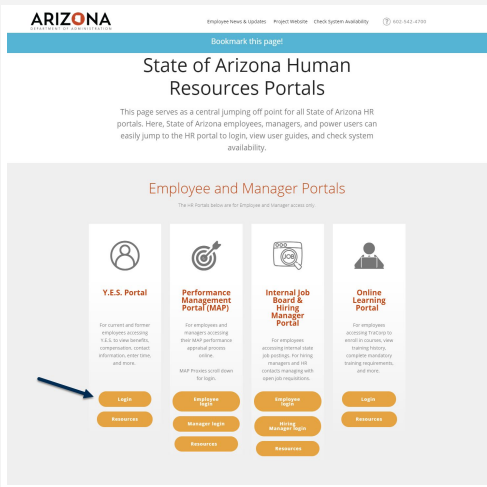 ARIZONA
DEPARTMENT OF ADMINISTRATION
Employee News & Updates Project Website Check System Availability ? 602-542-4700
Bookmark this page!
State of Arizona Human
Resources Portals
This page serves as a central jumping off point for all State of Arizona HR
portals. Here, State of Arizona employees, managers, and power users can
easily jump to the HR portal to login, view user guides, and check system
availability.
Employee and Manager Portals
The HR Portals below are for Employee and Manager access only.
Y.E.S. Portal
For current and former
employees accessing
Y.E.S. to view benefits,
compensation, contact
information, enter time,
and more.
Login
Resources
Performance
Management
Portal (MAP)
For employees and
managers accessing
their MAP performance
appraisal process
online.
MAP Proxies scroll down
for login.
Employee
login
Manager login
Resources
JOB
Internal Job
Board &
Hiring
Manager
Portal
For employees
accessing internal state
job postings. For hiring
managers and HR
contacts managing with
open job requisitions.
Employee
login
Hiring
Manager login
Resources
Online
Learning
Portal
For employees
accessing TraCorp to
enroll in courses, view
training history,
complete mandatory
training requirements,
and more.
Login
Resources